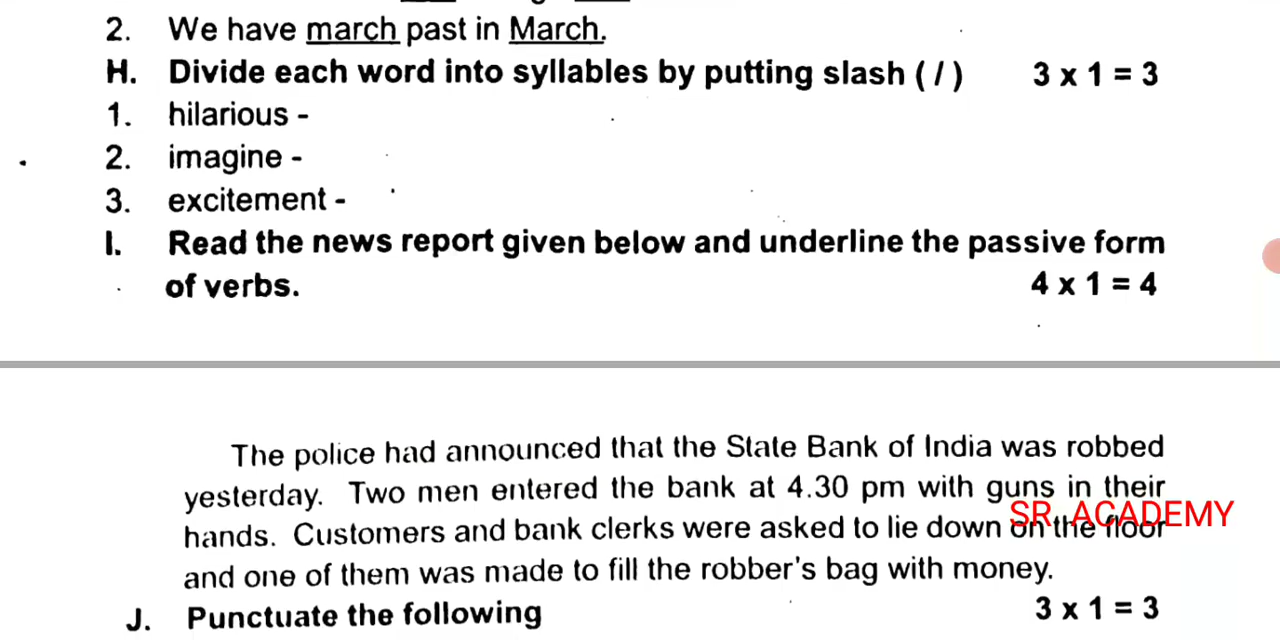 2. We have march past in March.
H. Divide each word into syllables by putting slash ( / ) 3 x 1 = 3
1. hilarious -
2. imagine -
3. excitement -
I. Read the news report given below and underline the passive form
of verbs. 4 x 1 = 4
The police had announced that the State Bank of India was robbed
yesterday. Two men entered the bank at 4.30 pm with guns in their
SR ACADEMY
hands. Customers and bank clerks were asked to lie down on the floor
and one of them was made to fill the robber's bag with money.
J. Punctuate the following 3 x 1 = 3